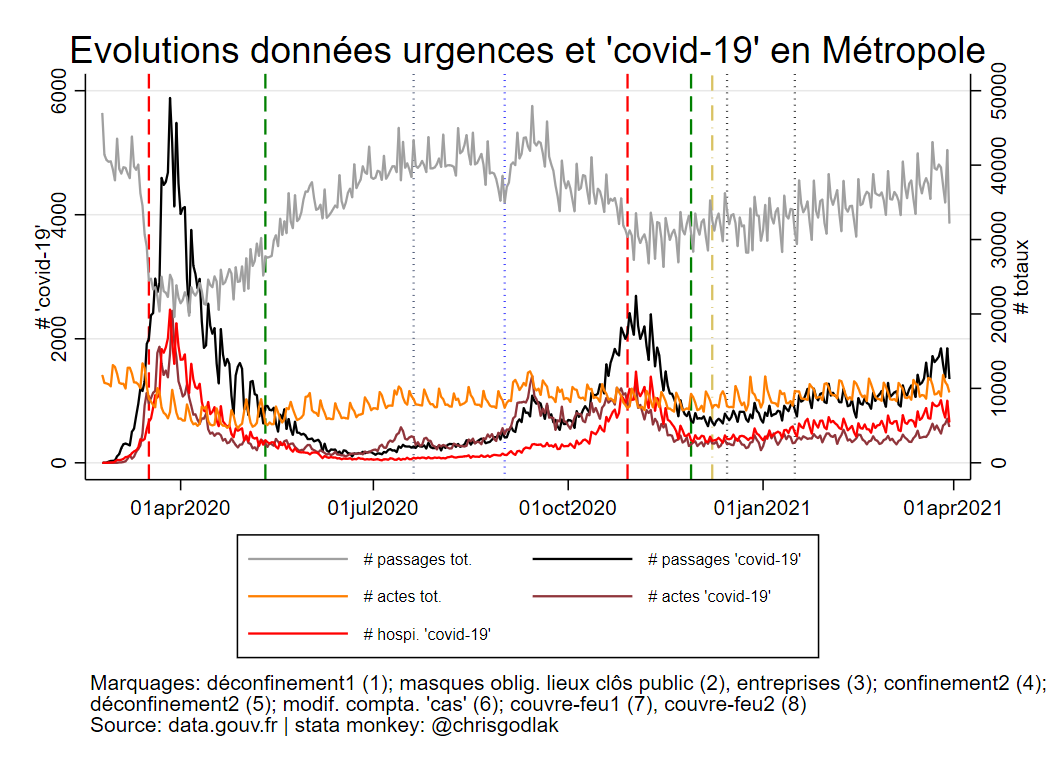 Evolutions données urgences et 'covid-19' en Métropole
# 'covid-19'
0
2000
4000
6000
# totaux
0
10000
20000
30000
40000
50000
01apr2020
01jul2020
01oct2020
01jan2021
01apr2021
# passages tot.
# passages 'covid-19'
# actes tot.
# actes 'covid-19'
# hospi. 'covid-19'
Marquages: déconfinement1 (1); masques oblig. lieux clôs public (2), entreprises (3); confinement2 (4);
déconfinement2 (5); modif. compta. 'cas' (6); couvre-feu1 (7), couvre-feu2 (8)
Source: data.gouv.fr | stata monkey: @chrisgodlak